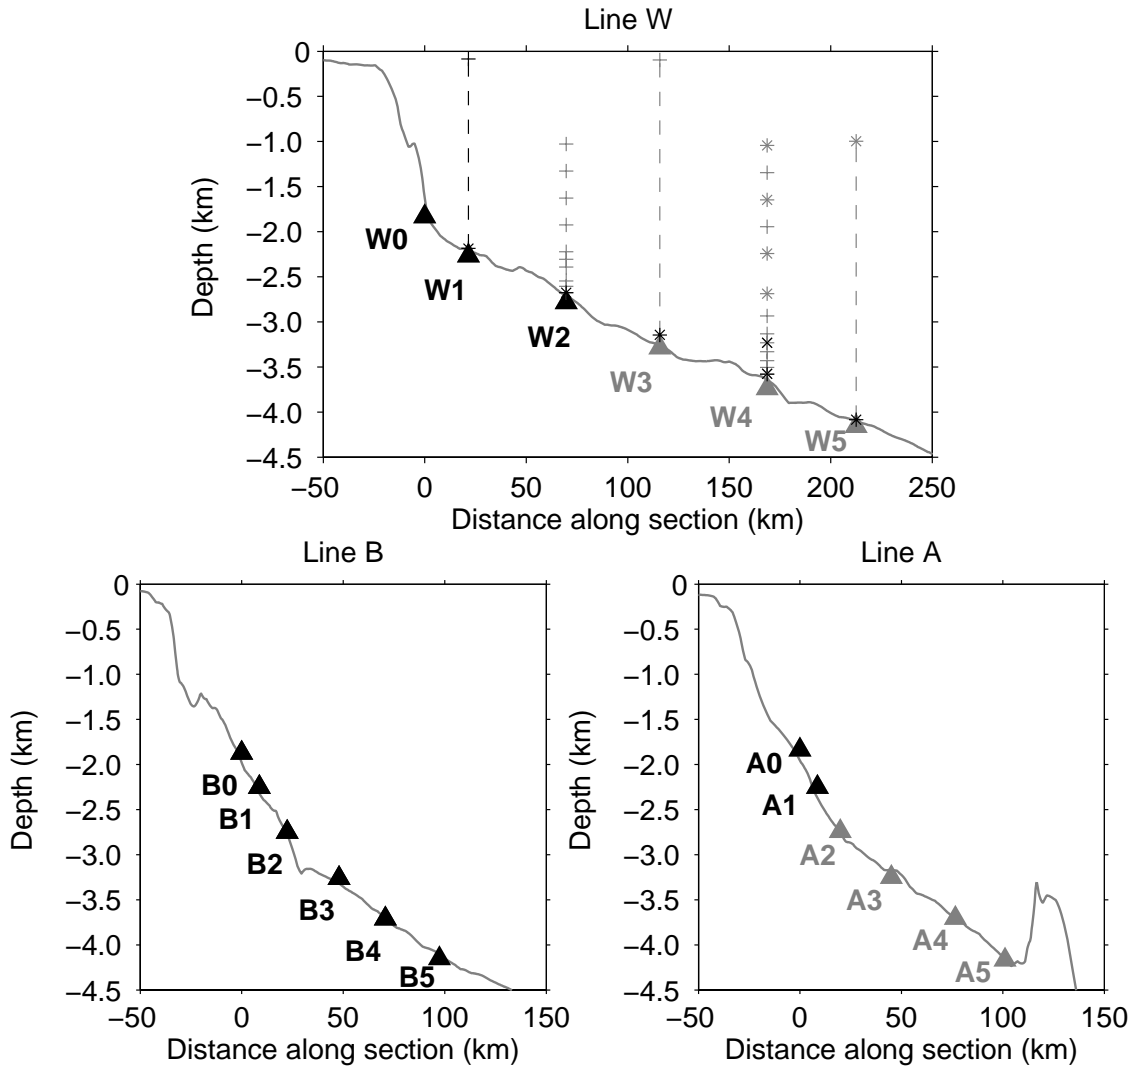 Line W
0
−0.5
−1.0
−1.5
−2.0
−2.5
−3.0
−3.5
−4.0
−4.5
Depth (km)
W0
W1
W2
W3
W4
W5
−50 0 50 100 150 200 250
Distance along section (km)
Line B
0
−0.5
−1.0
−1.5
−2.0
−2.5
−3.0
−3.5
−4.0
−4.5
Depth (km)
B0
B1
B2
B3
B4
B5
−50 0 50 100 150
Distance along section (km)
Line A
0
−0.5
−1.0
−1.5
−2.0
−2.5
−3.0
−3.5
−4.0
−4.5
Depth (km)
A0
A1
A2
A3
A4
A5
−50 0 50 100 150
Distance along section (km)